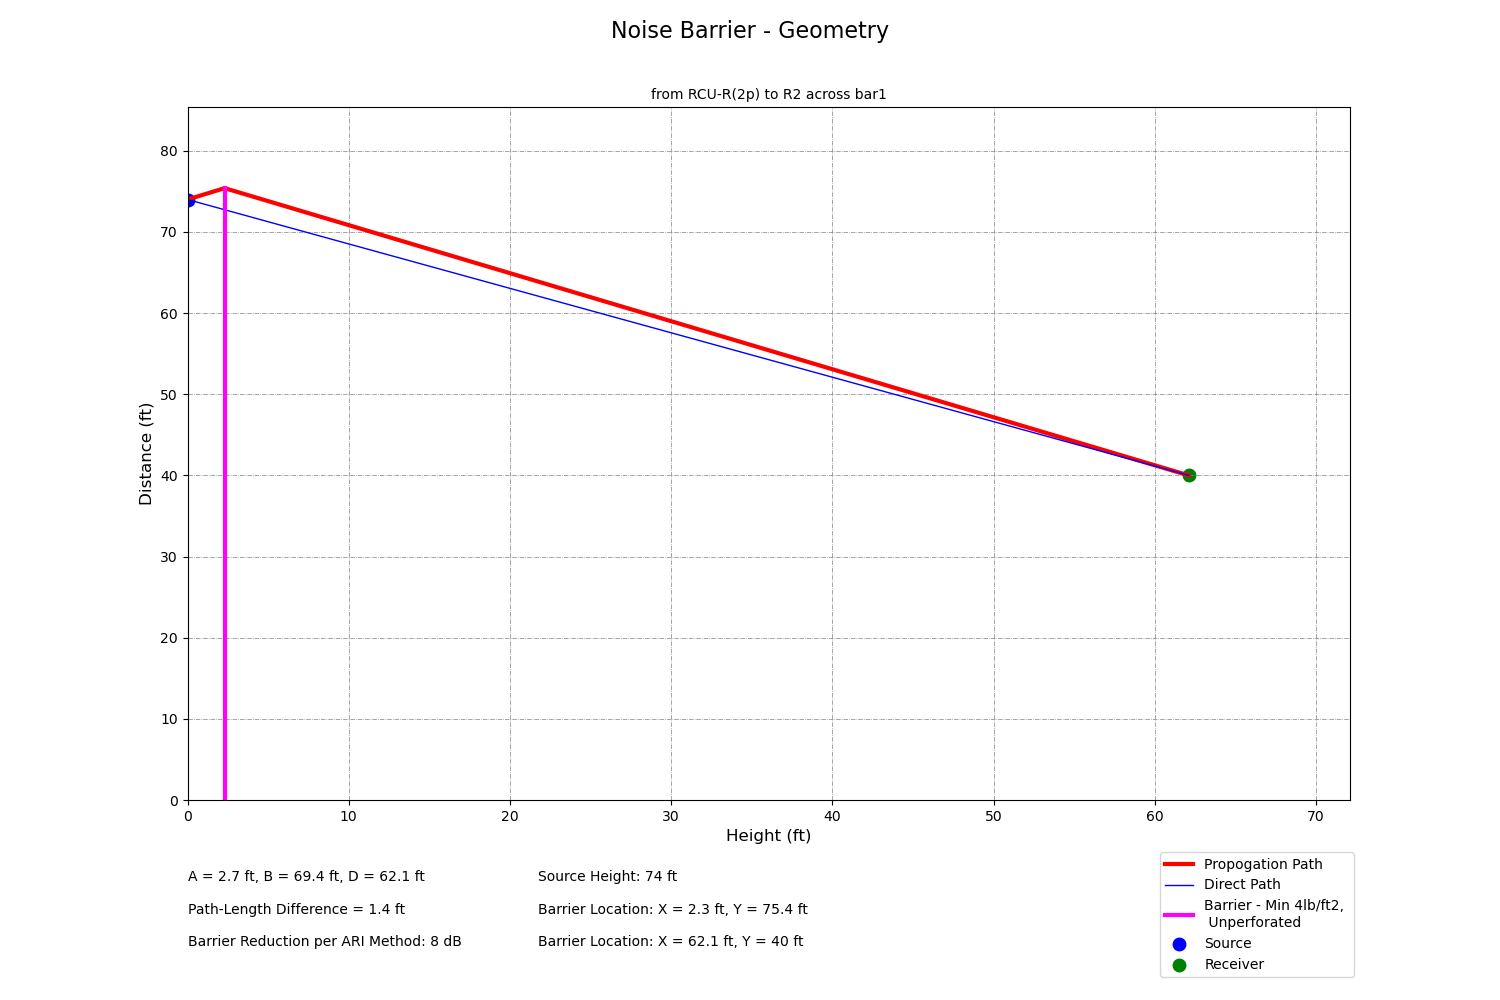 Noise Barrier - Geometry
from RCU-R(2p) to R2 across bar1
80
70
60
50
40
30
20
10
0
Distance (ft)
0 10 20 30 40 50 60 70
Height (ft)
A = 2.7 ft, B = 69.4 ft, D = 62.1 ft
Path-Length Difference = 1.4 ft
Barrier Reduction per ARI Method: 8 dB
Source Height: 74 ft
Barrier Location: X = 2.3 ft, Y = 75.4 ft
Barrier Location: X = 62.1 ft, Y = 40 ft
Propogation Path
Direct Path
Barrier - Min 4lb/ft2,
Unperforated
Source
Receiver